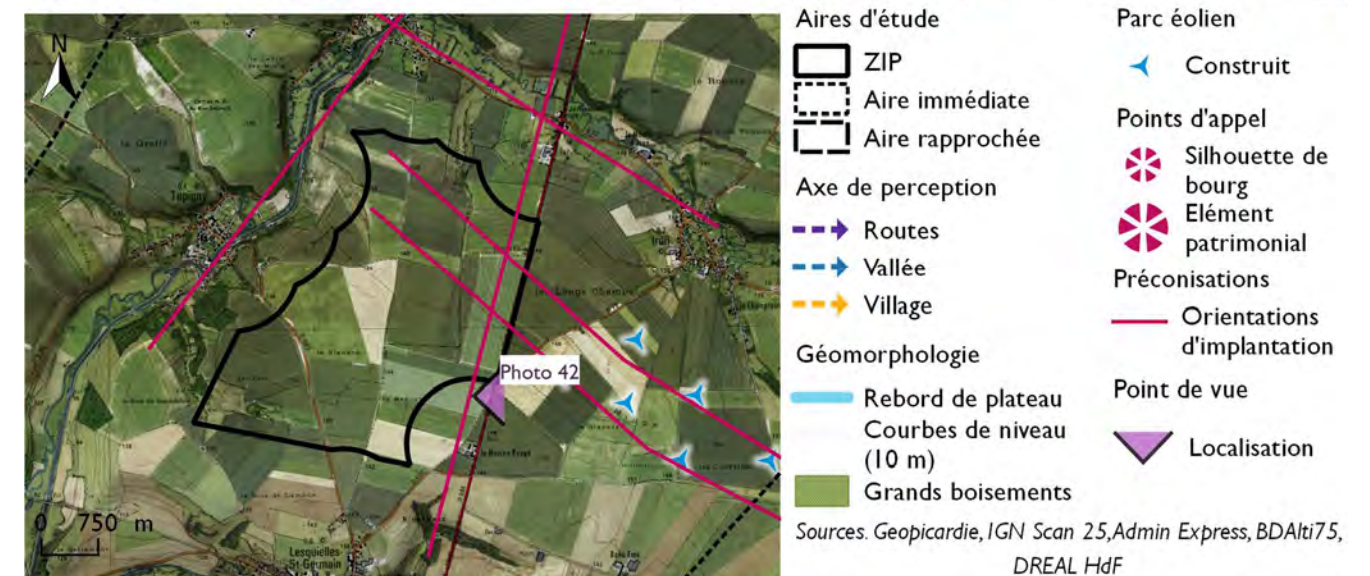 N
Tupigny
Iron
Photo 42
0 750 m
Lesquielles-
St-Germain
Aires d'étude
ZIP
Aire immédiate
Aire rapprochée
Axe de perception
Routes
Vallée
Village
Géomorphologie
Rebord de plateau
Courbes de niveau
(10 m)
Grands boisements
Parc éolien
Construit
Points d'appel
Silhouette de
bourg
Elément
patrimonial
Préconisations
Orientations
d'implantation
Point de vue
Localisation
Sources. Geopicardie, IGN Scan 25,Admin Express, BDAlti75,
DREAL HdF